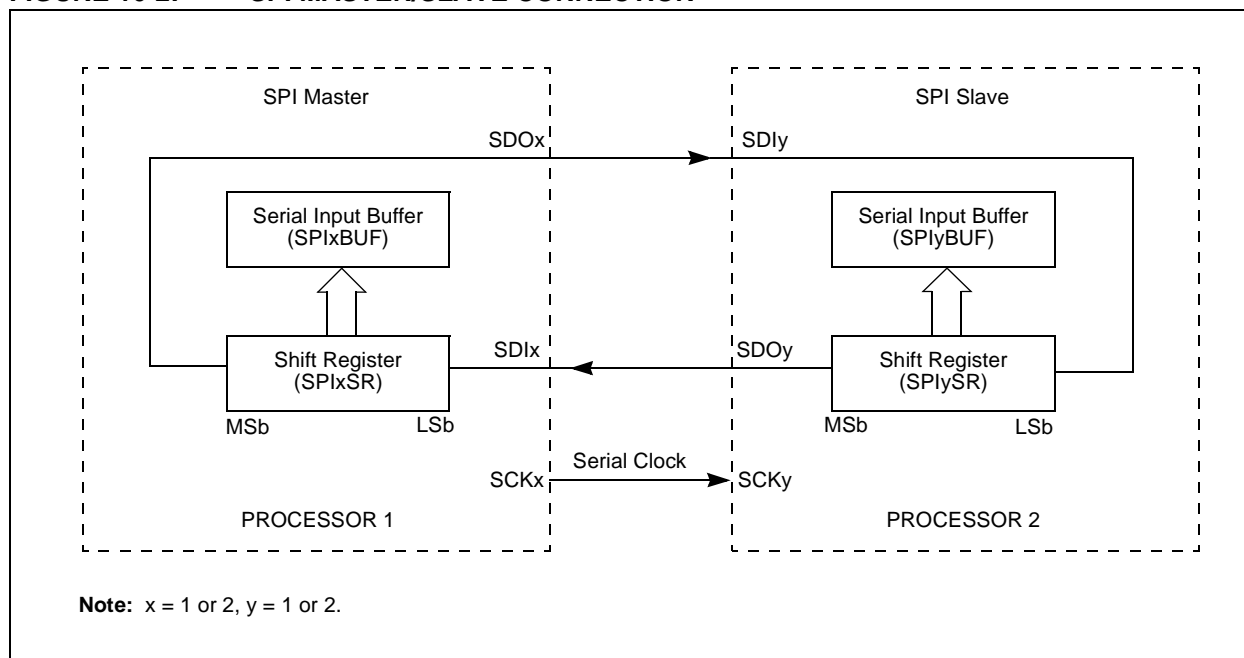 SPI Master
SPI Slave
SDOx
SDIy
Serial Input Buffer
(SPIxBUF)
Serial Input Buffer
(SPIyBUF)
Shift Register
(SPIxSR)
SDIx
SDOy
Shift Register
(SPIySR)
MSb
LSb
MSb
LSb
Serial Clock
SCKx
SCKy
PROCESSOR 1
PROCESSOR 2
Note: x = 1 or 2, y = 1 or 2.